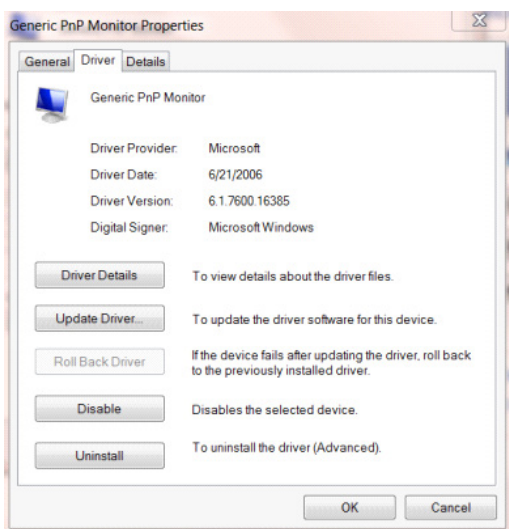 Generic PnP Monitor Properties
General Driver Details
Generic PnP Monitor
Driver Provider: Microsoft
Driver Date: 6/21/2006
Driver Version: 6.1.7600.16385
Digital Signer: Microsoft Windows
Driver Details To view details about the driver files.
Update Driver... To update the driver software for this device.
Roll Back Driver If the device fails after updating the driver, roll back
to the previously installed driver.
Disable Disables the selected device.
Uninstall To uninstall the driver (Advanced).
OK Cancel